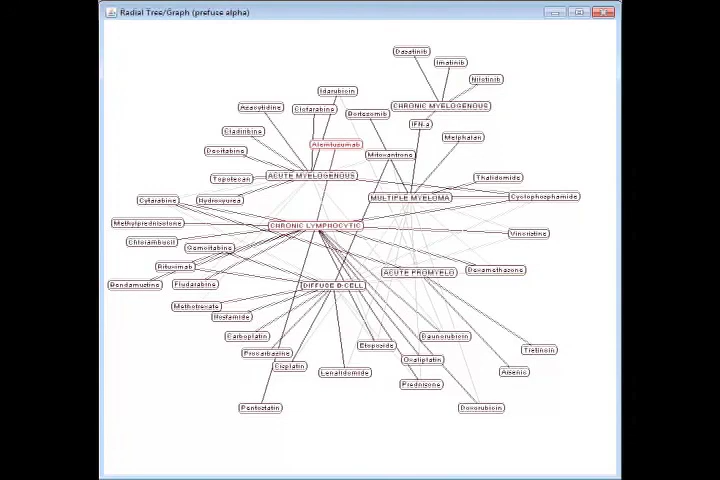 Radial Tree/Graph (prefuse alpha)
Dasatinib
Imatinib
Nilotinib
Idarubicin
Azacytidine
Clofarabine
Bortezomib
CHRONIC MYELOGENOUS
IFN-a
Cladribine
Melphalan
Alemtuzumab
Decitabine
Mitoxantrone
Topotecan
ACUTE MYELOGENOUS
Thalidomide
Cytarabine
Hydroxyurea
MULTIPLE MYELOMA
Cyclophosphamide
Methylprednisolone
CHRONIC LYMPHOCYTIC
Vincristine
Chlorambucil
Gemcitabine
Rituximab
ACUTE PROMYELO
Dexamethazone
Bendamustine
Fludarabine
DIFFUSE B-CELL
Methotrexate
Ifosfamide
Carboplatin
Daunorubicin
Etoposide
Tretinoin
Procarbazine
Oxaliplatin
Cisplatin
Lenalidomide
Arsenic
Prednisone
Pentostatin
Doxorubicin